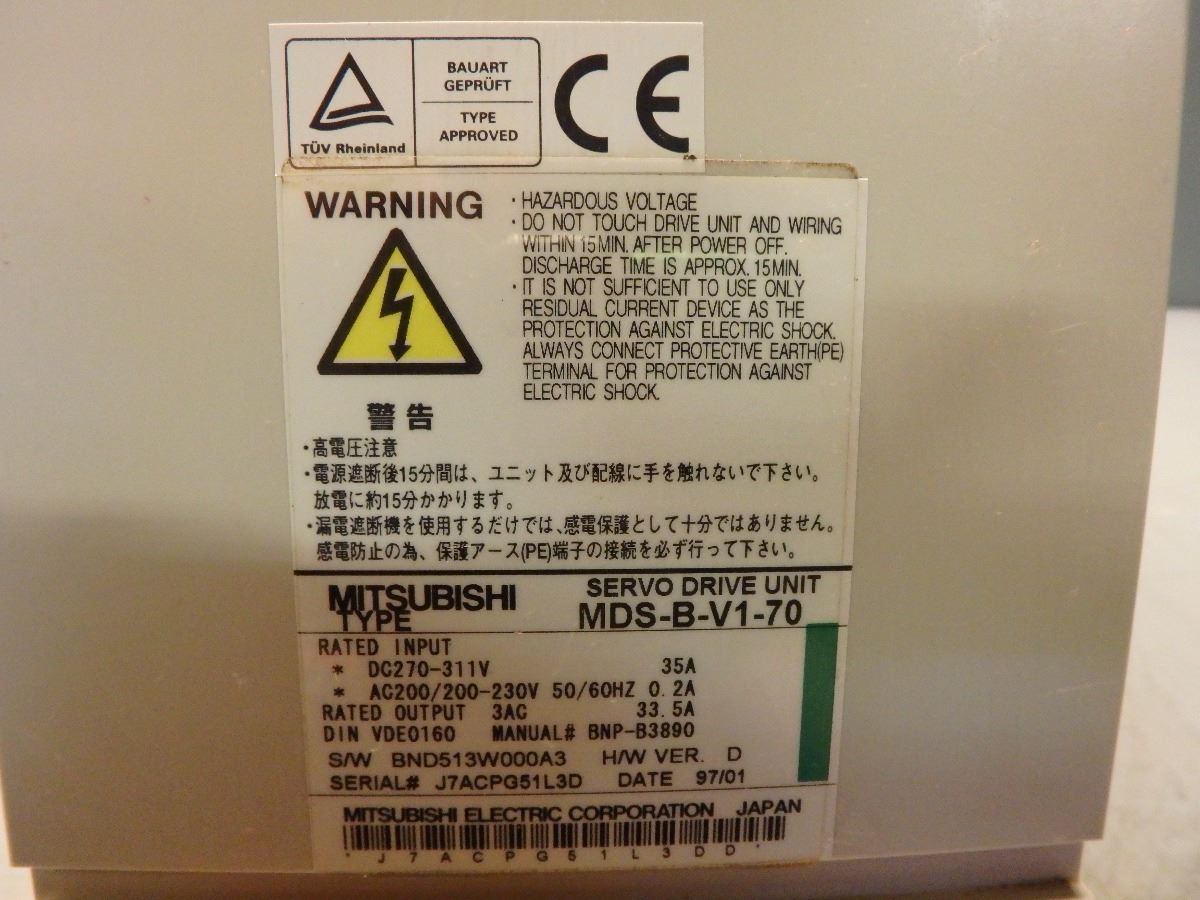 BAUART
GEPRÜFT
TYPE
APPROVED
TÜV Rheinland
CE
WARNING
・HAZARDOUS VOLTAGE
・DO NOT TOUCH DRIVE UNIT AND WIRING
WITHIN 15MIN. AFTER POWER OFF.
DISCHARGE TIME IS APPROX. 15MIN.
・IT IS NOT SUFFICIENT TO USE ONLY
RESIDUAL CURRENT DEVICE AS THE
PROTECTION AGAINST ELECTRIC SHOCK.
ALWAYS CONNECT PROTECTIVE EARTH(PE)
TERMINAL FOR PROTECTION AGAINST
ELECTRIC SHOCK.
警告
・高電圧注意
・電源遮断後15分間は、ユニット及び配線に手を触れないで下さい。
放電に約15分かかります。
・漏電遮断機を使用するだけでは、感電保護として十分ではありません。
感電防止の為、保護アース(PE)端子の接続を必ず行って下さい。
MITSUBISHI SERVO DRIVE UNIT
TYPE MDS-B-V1-70
RATED INPUT
* DC270-311V 35A
* AC200/200-230V 50/60HZ 0.2A
RATED OUTPUT 3AC 33.5A
DIN VDE0160 MANUAL# BNP-B3890
S/W BND513W000A3 H/W VER. D
SERIAL# J7ACPG51L3D DATE 97/01
MITSUBISHI ELECTRIC CORPORATION JAPAN
*J7ACPG51L3DD*